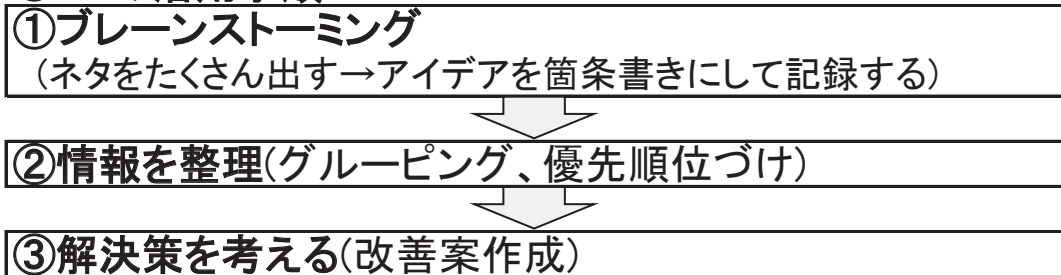 ①ブレーンストーミング
(ネタをたくさん出す→アイデアを箇条書きにして記録する)
②情報を整理(グルーピング、優先順位づけ)
③解決策を考える(改善案作成)